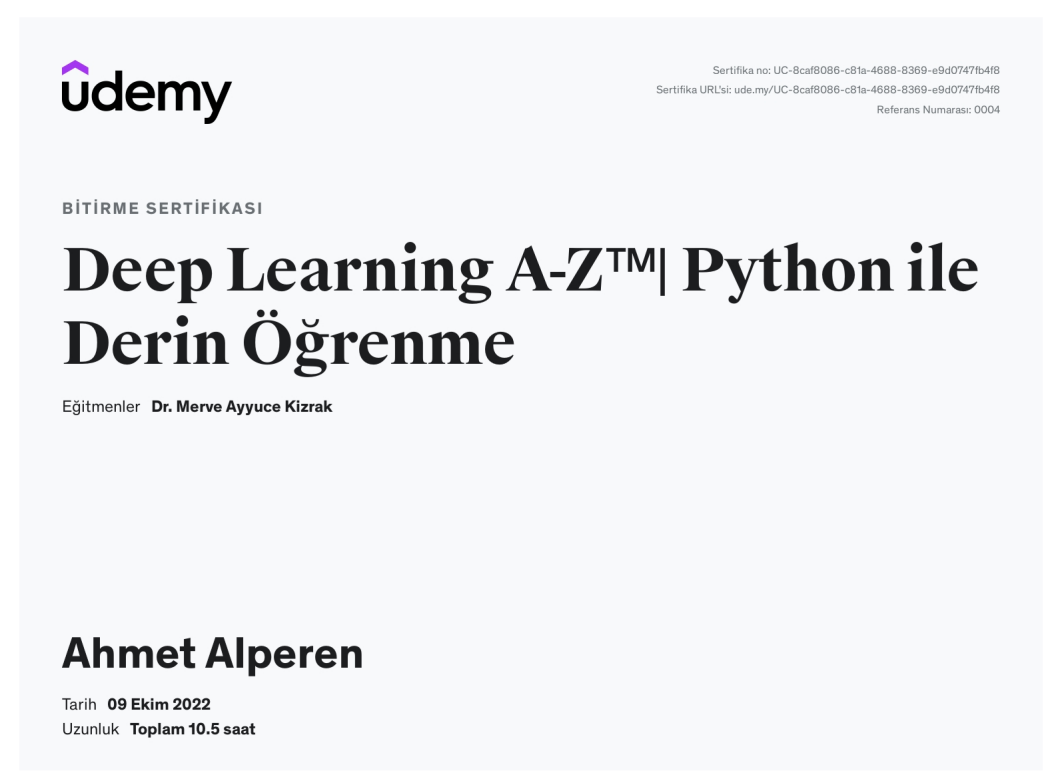 udemy
Sertifika no: UC-8caf8086-c81a-4688-8369-e9d0747fb4f8
Sertifika URL'si: ude.my/UC-8caf8086-c81a-4688-8369-e9d0747fb4f8
Referans Numarası: 0004
BİTİRME SERTİFİKASI
Deep Learning A-Z™| Python ile
Derin Öğrenme
Eğitmenler Dr. Merve Ayyuce Kizrak
Ahmet Alperen
Tarih 09 Ekim 2022
Uzunluk Toplam 10.5 saat